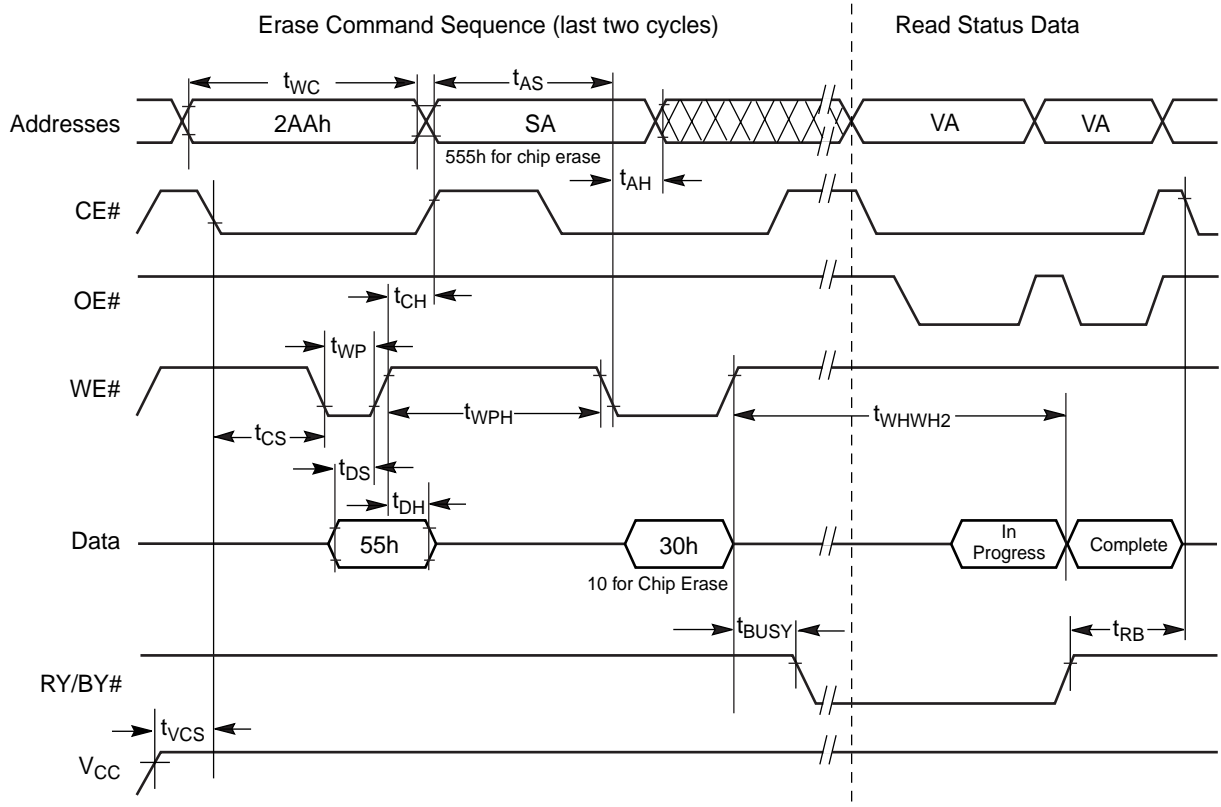 Erase Command Sequence (last two cycles)
Read Status Data
tWC
tAS
Addresses
2AAh
SA
VA
VA
555h for chip erase
tAH
CE#
OE#
tCH
tWP
WE#
tWPH
tWHWH2
tCS
tDS
tDH
Data
55h
30h
In
Progress
Complete
10 for Chip Erase
tBUSY
tRB
RY/BY#
tVCS
VCC